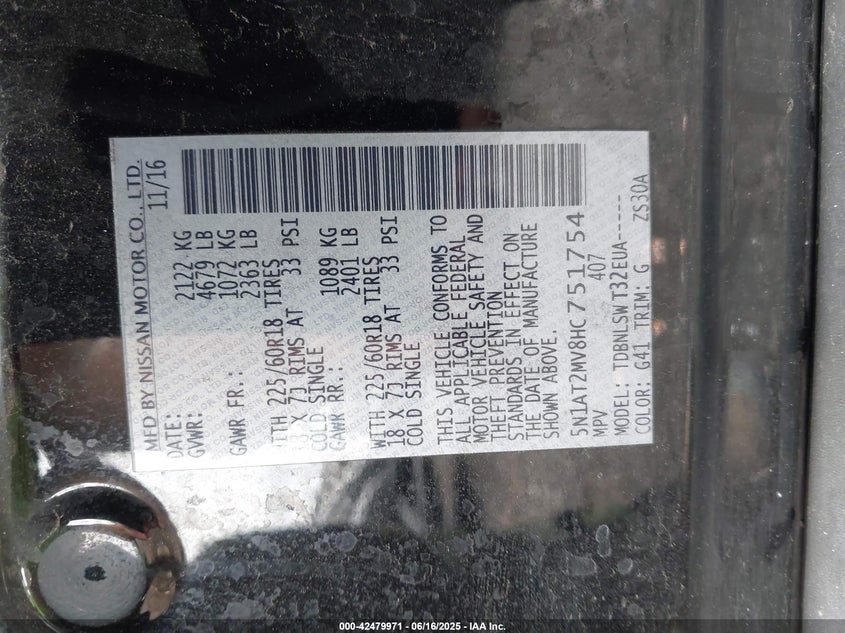 MFD BY NISSAN MOTOR CO., LTD.
DATE: 11/16
GVWR: 2122 KG
4679 LB
GAWR FR.: 1072 KG
2363 LB
WITH 225/60R18 TIRES
18 X 7J RIMS AT 33 PSI
COLD SINGLE
GAWR RR.: 1089 KG
2401 LB
WITH 225/60R18 TIRES
18 X 7J RIMS AT 33 PSI
COLD SINGLE
THIS VEHICLE CONFORMS TO
ALL APPLICABLE FEDERAL
MOTOR VEHICLE SAFETY AND
THEFT PREVENTION
STANDARDS IN EFFECT ON
THE DATE OF MANUFACTURE
SHOWN ABOVE.
5N1AT2MV8HC751754
MPV 407
MODEL: TDBNLSWT32EUA-----
COLOR: G41 TRIM: G ZS30A
000-42479971 - 06/16/2025 - IAA Inc.